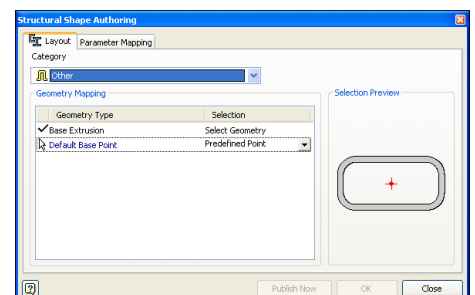 Structural Shape Authoring
Layout Parameter Mapping
Category
Other
Geometry Mapping Selection Preview
Geometry Type Selection
Base Extrusion Select Geometry
Default Base Point Predefined Point
Publish Now OK Close